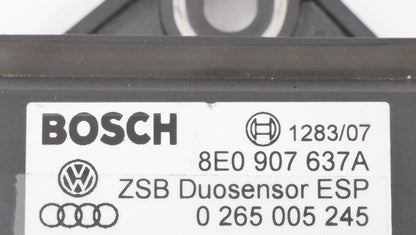 BOSCH 1283/07
8E0 907 637A
ZSB Duosensor ESP
0 265 005 245